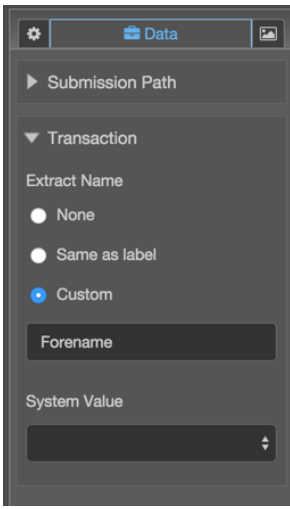 Data
Submission Path
Transaction
Extract Name
None
Same as label
Custom
Forename
System Value